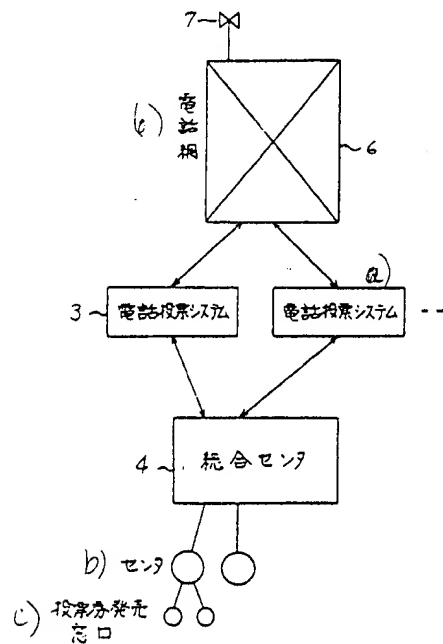 7
電話網
6
a)
3 電話投票システム
電話投票システム
4 総合センタ
b) センタ
c) 投票券発売
窓口